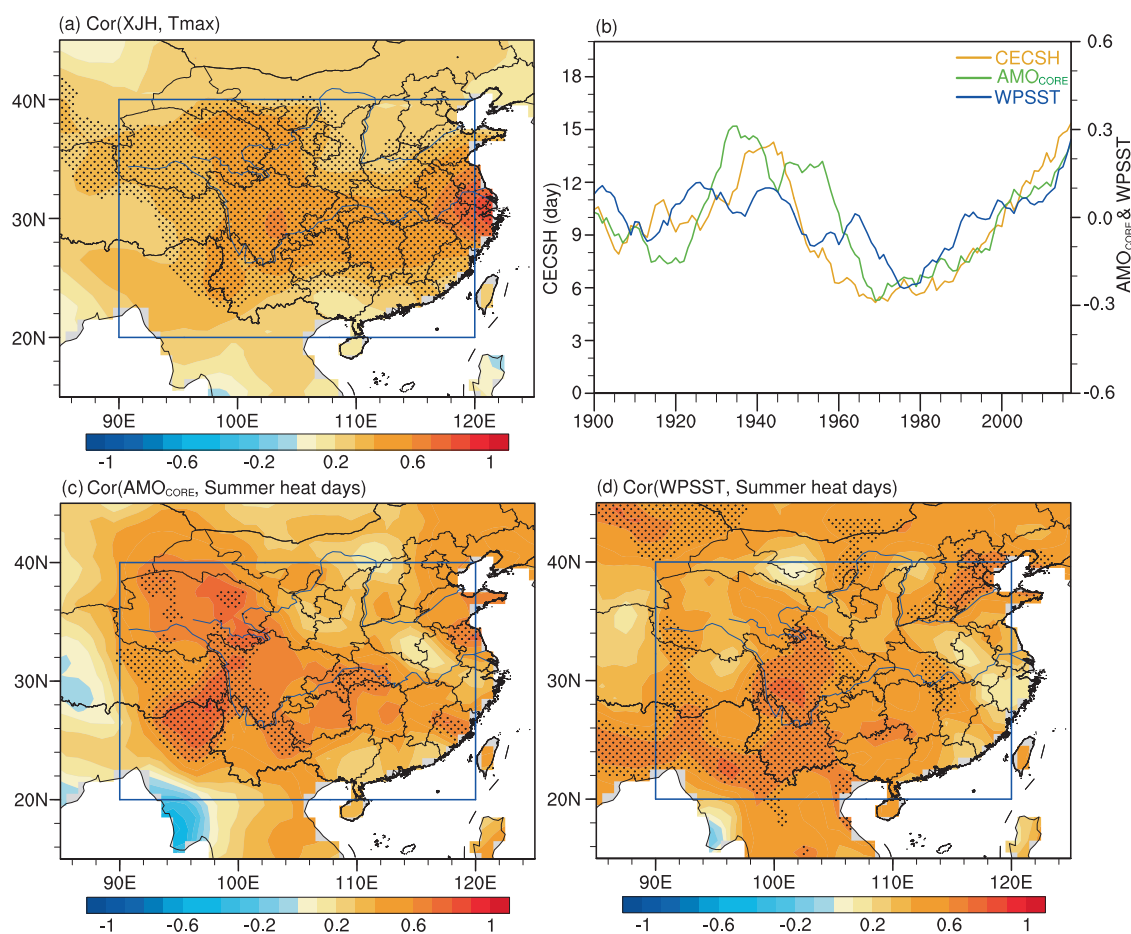 (a) Cor(XJH, Tmax)
40N
30N
20N
90E 100E 110E 120E
-1 -0.6 -0.2 0.2 0.6 1
(b)
CECSH
AMOCORE
WPSST
18
15
12
9
6
3
0
CECSH (day)
0.6
0.3
0.0
-0.3
-0.6
AMOCORE & WPSST
1900 1920 1940 1960 1980 2000
(c) Cor(AMOCORE, Summer heat days)
40N
30N
20N
90E 100E 110E 120E
-1 -0.6 -0.2 0.2 0.6 1
(d) Cor(WPSST, Summer heat days)
40N
30N
20N
90E 100E 110E 120E
-1 -0.6 -0.2 0.2 0.6 1